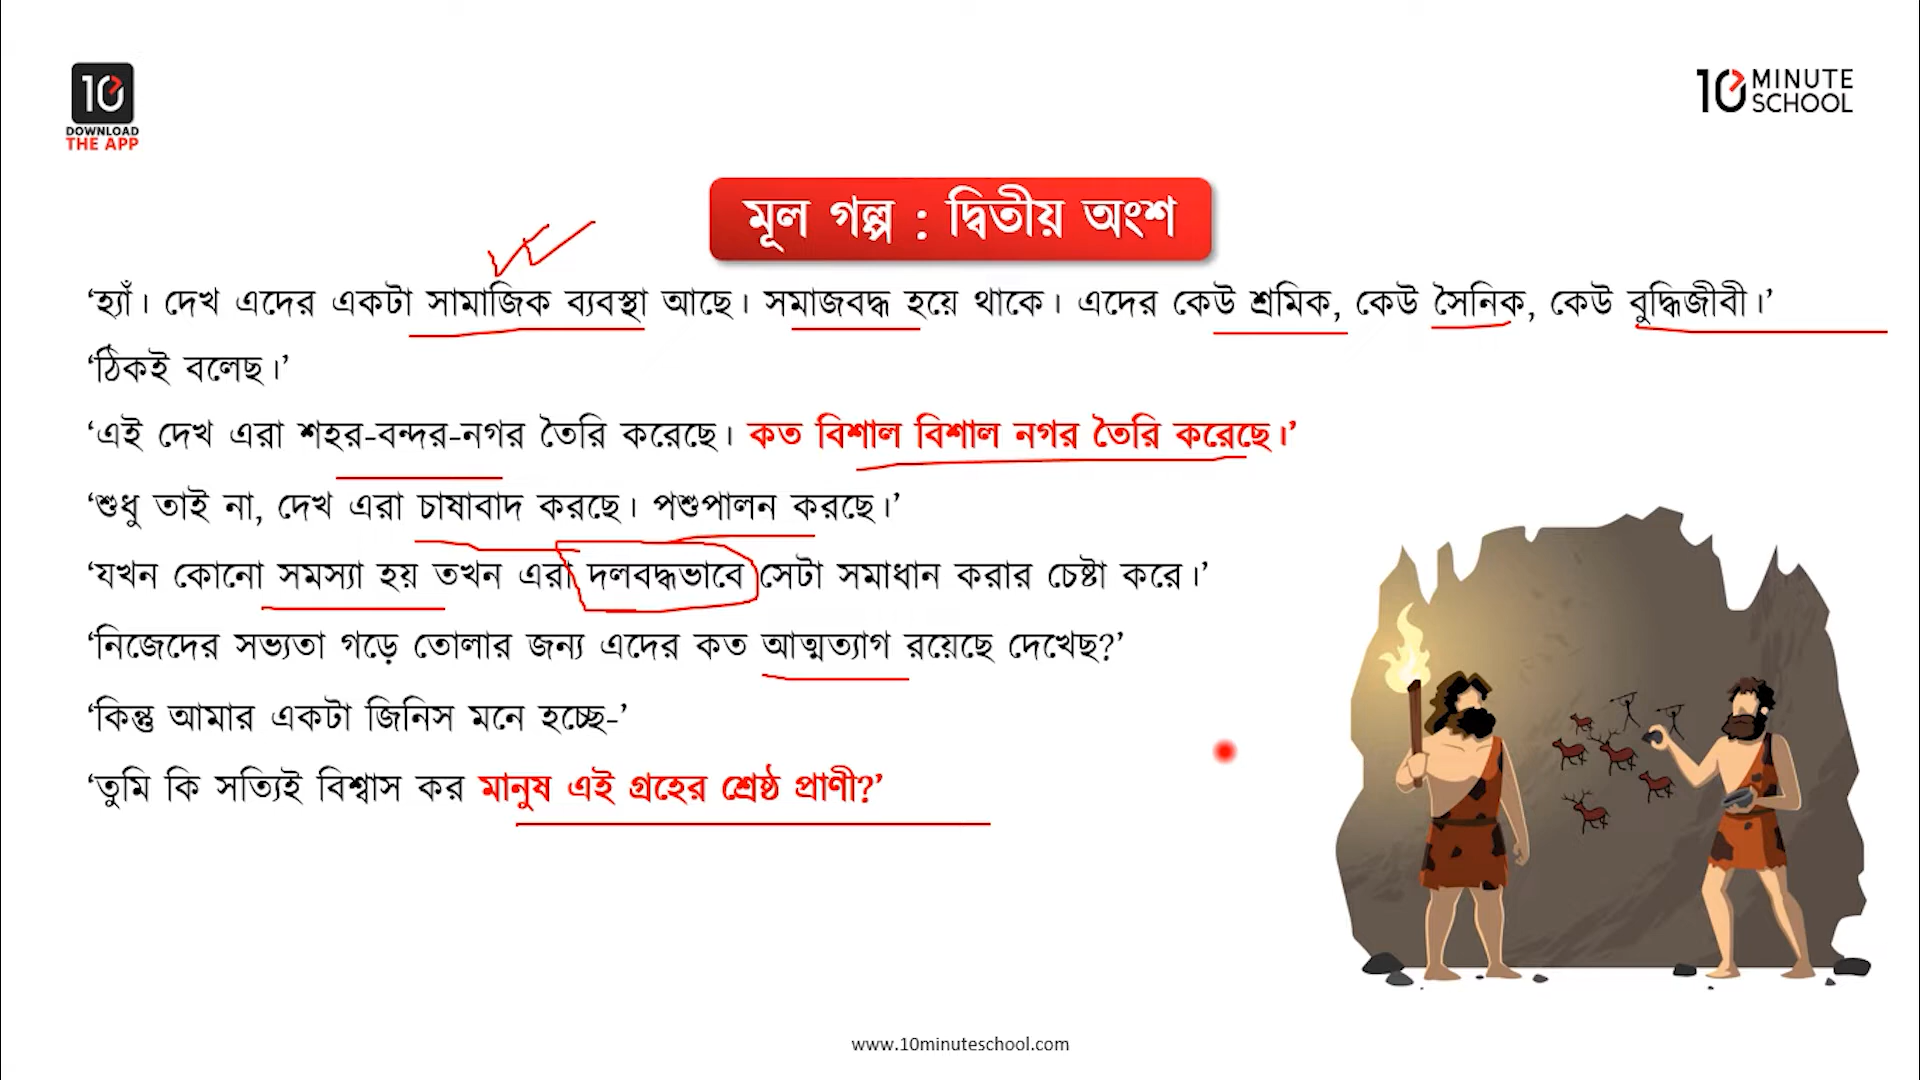 10
DOWNLOAD
THE APP
10 MINUTE
SCHOOL
মূল গল্প : দ্বিতীয় অংশ
‘হ্যাঁ। দেখ এদের একটা সামাজিক ব্যবস্থা আছে। সমাজবদ্ধ হয়ে থাকে। এদের কেউ শ্রমিক, কেউ সৈনিক, কেউ বুদ্ধিজীবী।’
‘ঠিকই বলেছ।’
‘এই দেখ এরা শহর-বন্দর-নগর তৈরি করেছে। কত বিশাল বিশাল নগর তৈরি করেছে।’
‘শুধু তাই না, দেখ এরা চাষাবাদ করছে। পশুপালন করছে।’
‘যখন কোনো সমস্যা হয় তখন এরা দলবদ্ধভাবে সেটা সমাধান করার চেষ্টা করে।’
‘নিজেদের সভ্যতা গড়ে তোলার জন্য এদের কত আত্মত্যাগ রয়েছে দেখেছ?’
‘কিন্তু আমার একটা জিনিস মনে হচ্ছে-’
‘তুমি কি সত্যিই বিশ্বাস কর মানুষ এই গ্রহের শ্রেষ্ঠ প্রাণী?’
www.10minuteschool.com